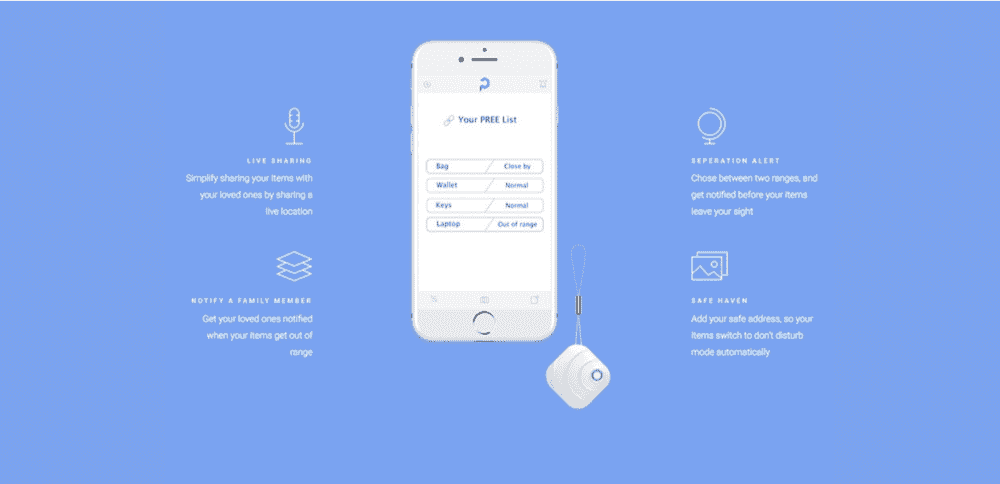 LIVE SHARING
Simplify sharing your items with
your loved ones by sharing a
live location
NOTIFY A FAMILY MEMBER
Get your loved ones notified
when your items get out of
range
Your PREE List
Bag Close by
Wallet Normal
Keys Normal
Laptop Out of range
SEPERATION ALERT
Chose between two ranges, and
get notified before your items
leave your sight
SAFE HAVEN
Add your safe address, so your
items switch to don't disturb
mode automatically